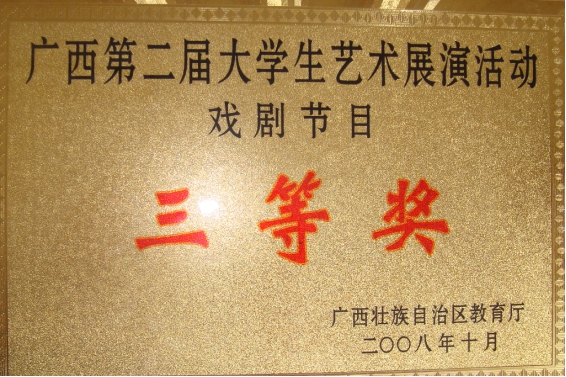 广西第二届大学生艺术展演活动
戏剧节目
三等奖
广西壮族自治区教育厅
二〇〇八年十月